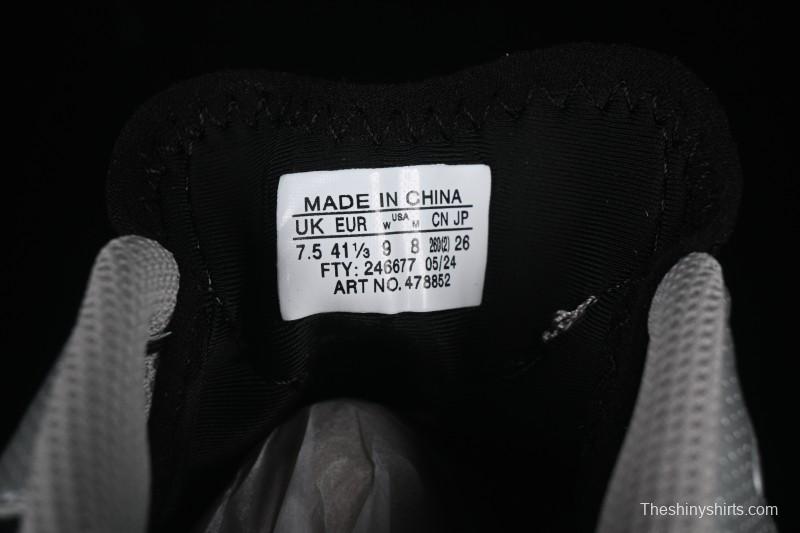 MADE IN CHINA
UK EUR W USA M CN JP
7.5 41⅓ 9 8 260(2) 26
FTY: 246677 05/24
ART NO. 478852
Theshinyshirts.com